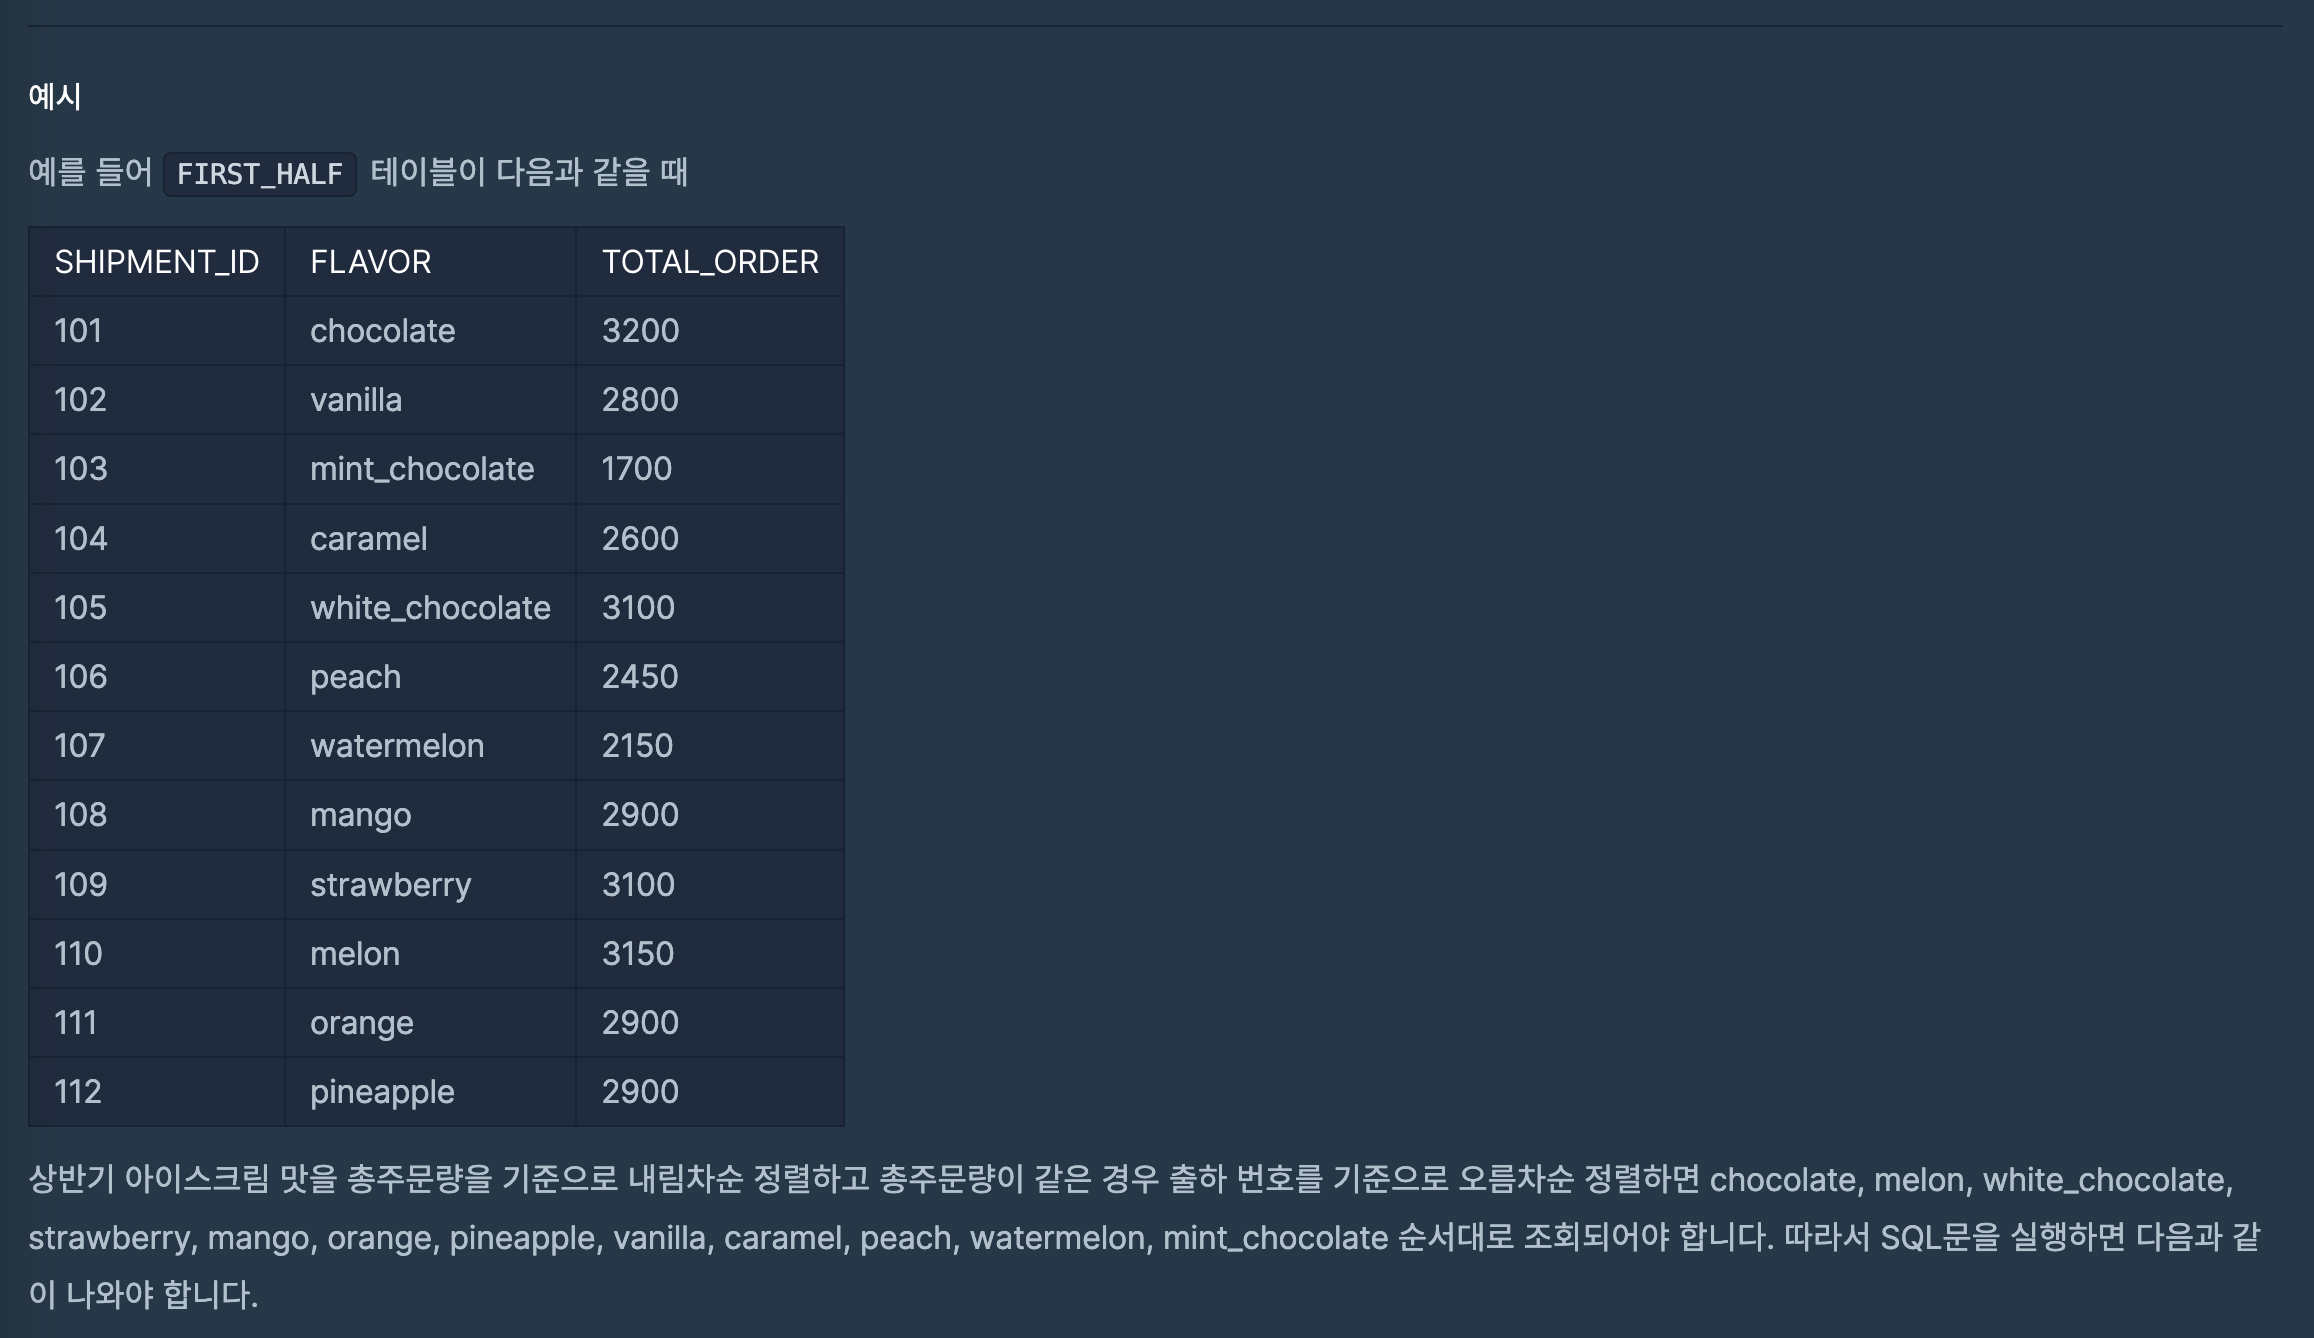 예시
예를 들어 FIRST_HALF 테이블이 다음과 같을 때
SHIPMENT_ID FLAVOR TOTAL_ORDER
101 chocolate 3200
102 vanilla 2800
103 mint_chocolate 1700
104 caramel 2600
105 white_chocolate 3100
106 peach 2450
107 watermelon 2150
108 mango 2900
109 strawberry 3100
110 melon 3150
111 orange 2900
112 pineapple 2900
상반기 아이스크림 맛을 총주문량을 기준으로 내림차순 정렬하고 총주문량이 같은 경우 출하 번호를 기준으로 오름차순 정렬하면 chocolate, melon, white_chocolate,
strawberry, mango, orange, pineapple, vanilla, caramel, peach, watermelon, mint_chocolate 순서대로 조회되어야 합니다. 따라서 SQL문을 실행하면 다음과 같
이 나와야 합니다.